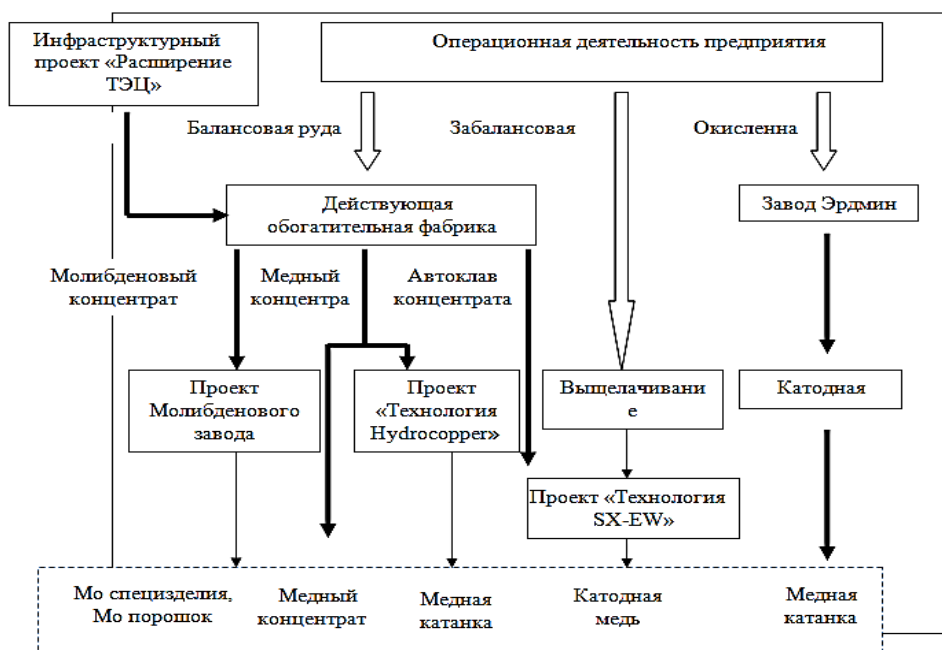 Инфраструктурный
проект «Расширение
ТЭЦ»
Операционная деятельность предприятия
Балансовая руда
Забалансовая
Окисленна
Действующая
обогатительная фабрика
Завод Эрдмин
Молибденовый
концентрат
Медный
концентра
Автоклав
концентрата
Проект
Молибденового
завода
Проект
«Технология
Hydrocopper»
Выщелачивани
е
Катодная
Проект «Технология
SX-EW»
Мо специзделия,
Мо порошок
Медный
концентрат
Медная
катанка
Катодная
медь
Медная
катанка